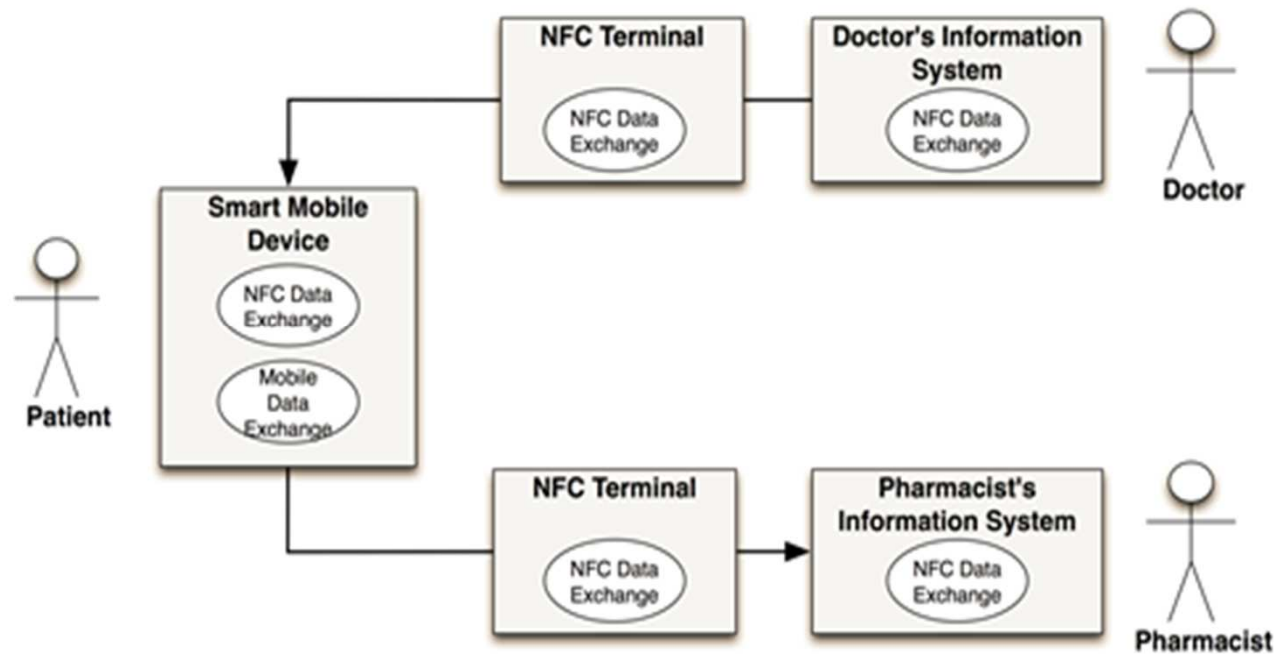 NFC Terminal
NFC Data
Exchange
Doctor's Information
System
NFC Data
Exchange
Doctor
Smart Mobile
Device
NFC Data
Exchange
Mobile
Data
Exchange
Patient
NFC Terminal
NFC Data
Exchange
Pharmacist's
Information System
NFC Data
Exchange
Pharmacist